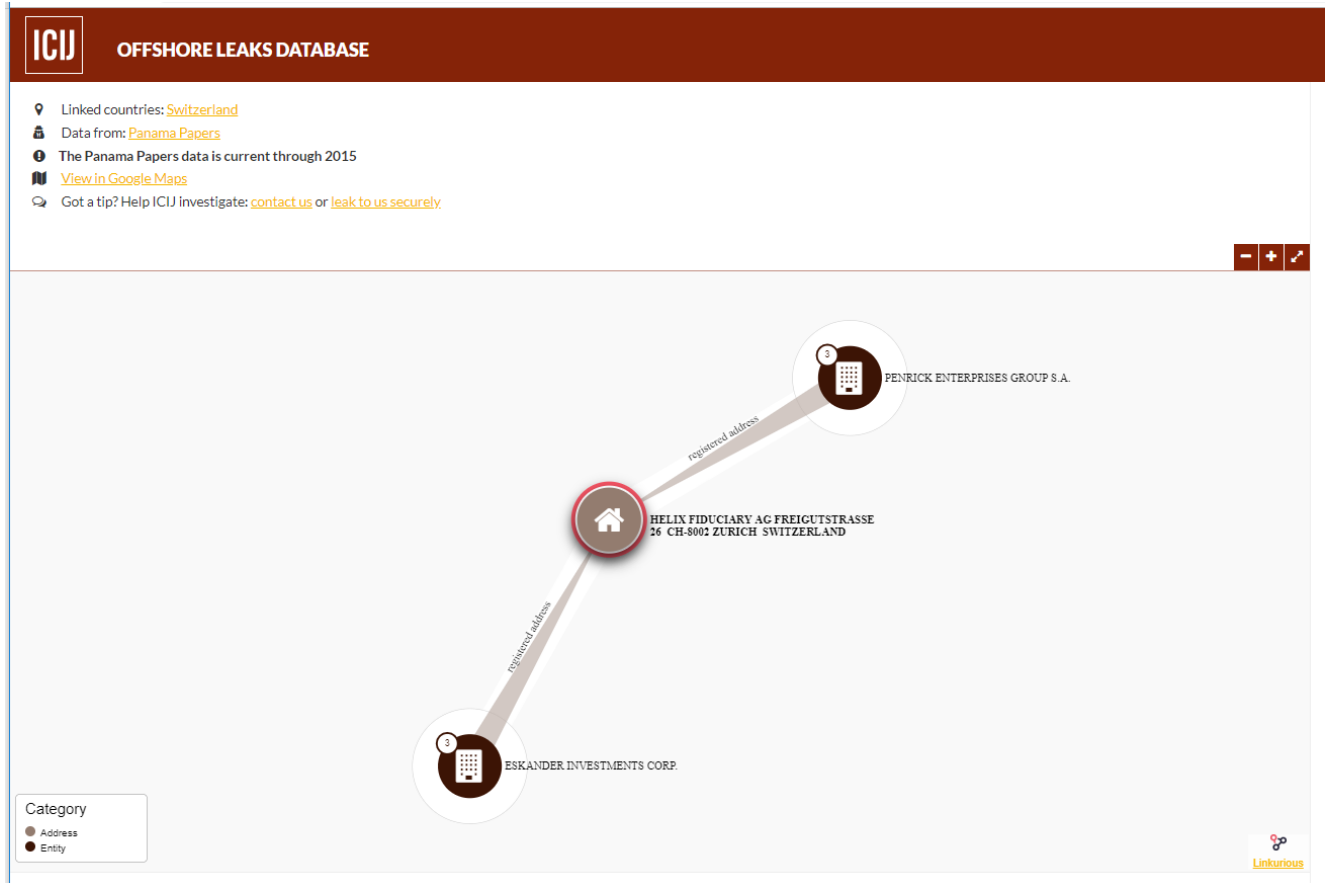 ICIJ
OFFSHORE LEAKS DATABASE
Linked countries: Switzerland
Data from: Panama Papers
The Panama Papers data is current through 2015
View in Google Maps
Got a tip? Help ICIJ investigate: contact us or leak to us securely
3
PENRICK ENTERPRISES GROUP S.A.
registered address
HELIX FIDUCIARY AG FREIGUTSTRASSE
26 CH-8002 ZURICH SWITZERLAND
registered address
3
ESKANDER INVESTMENTS CORP.
Category
Address
Entity
Linkurious